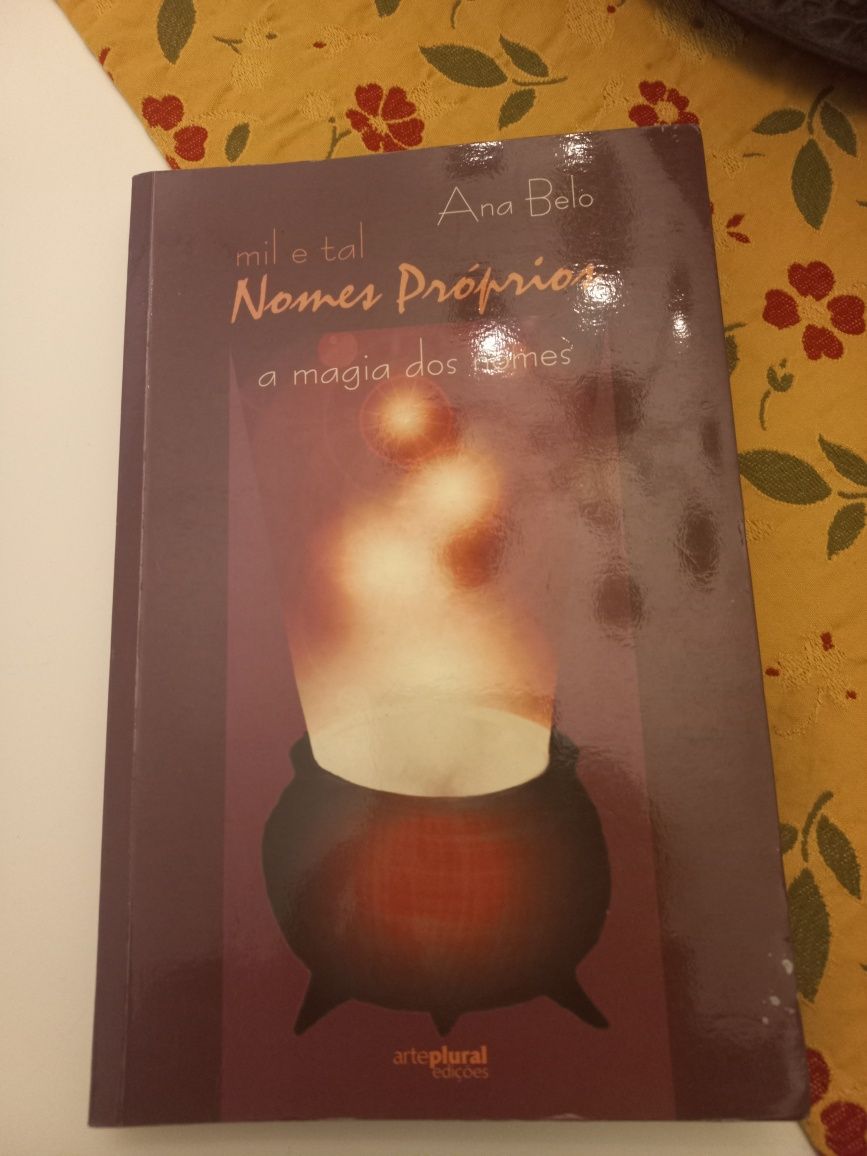 Ana Belo
mil e tal
Nomes Próprios
a magia dos nomes
arteplural
edições